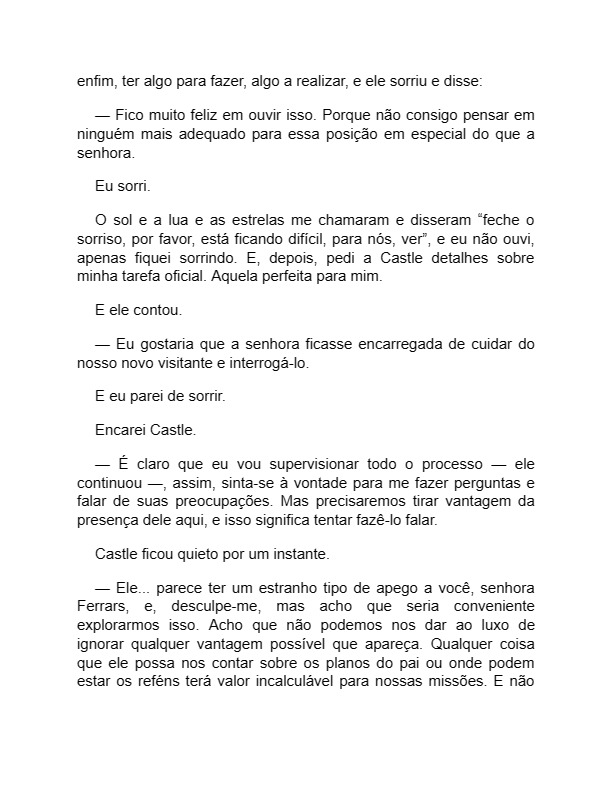 enfim, ter algo para fazer, algo a realizar, e ele sorriu e disse:
— Fico muito feliz em ouvir isso. Porque não consigo pensar em
ninguém mais adequado para essa posição em especial do que a
senhora.
Eu sorri.
O sol e a lua e as estrelas me chamaram e disseram “feche o
sorriso, por favor, está ficando difícil, para nós, ver”, e eu não ouvi,
apenas fiquei sorrindo. E, depois, pedi a Castle detalhes sobre
minha tarefa oficial. Aquela perfeita para mim.
E ele contou.
— Eu gostaria que a senhora ficasse encarregada de cuidar do
nosso novo visitante e interrogá-lo.
E eu parei de sorrir.
Encarei Castle.
— É claro que eu vou supervisionar todo o processo — ele
continuou —, assim, sinta-se à vontade para me fazer perguntas e
falar de suas preocupações. Mas precisaremos tirar vantagem da
presença dele aqui, e isso significa tentar fazê-lo falar.
Castle ficou quieto por um instante.
— Ele... parece ter um estranho tipo de apego a você, senhora
Ferrars, e, desculpe-me, mas acho que seria conveniente
explorarmos isso. Acho que não podemos nos dar ao luxo de
ignorar qualquer vantagem possível que apareça. Qualquer coisa
que ele possa nos contar sobre os planos do pai ou onde podem
estar os reféns terá valor incalculável para nossas missões. E não